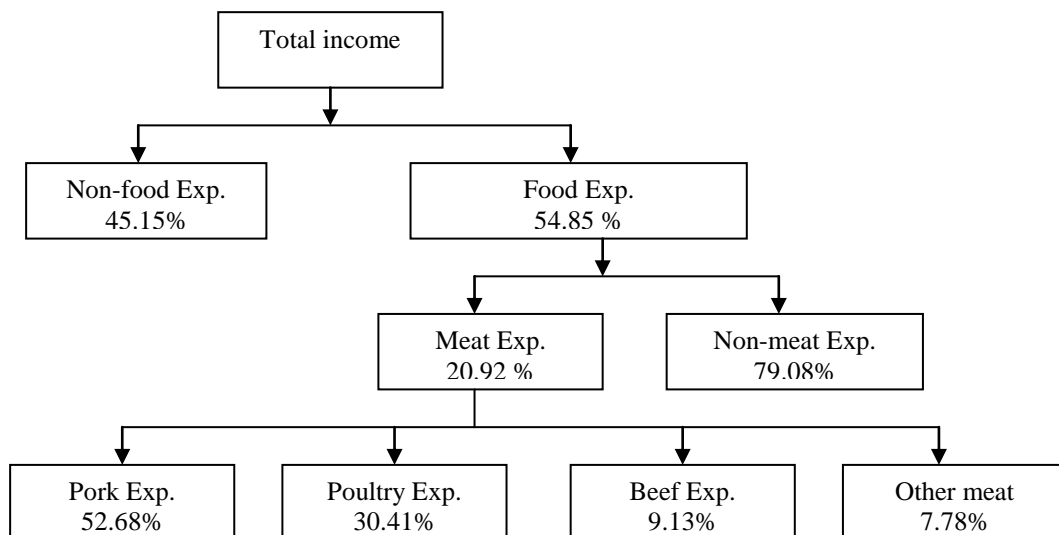 Total income
Non-food Exp.
45.15%
Food Exp.
54.85 %
Meat Exp.
20.92 %
Non-meat Exp.
79.08%
Pork Exp.
52.68%
Poultry Exp.
30.41%
Beef Exp.
9.13%
Other meat
7.78%